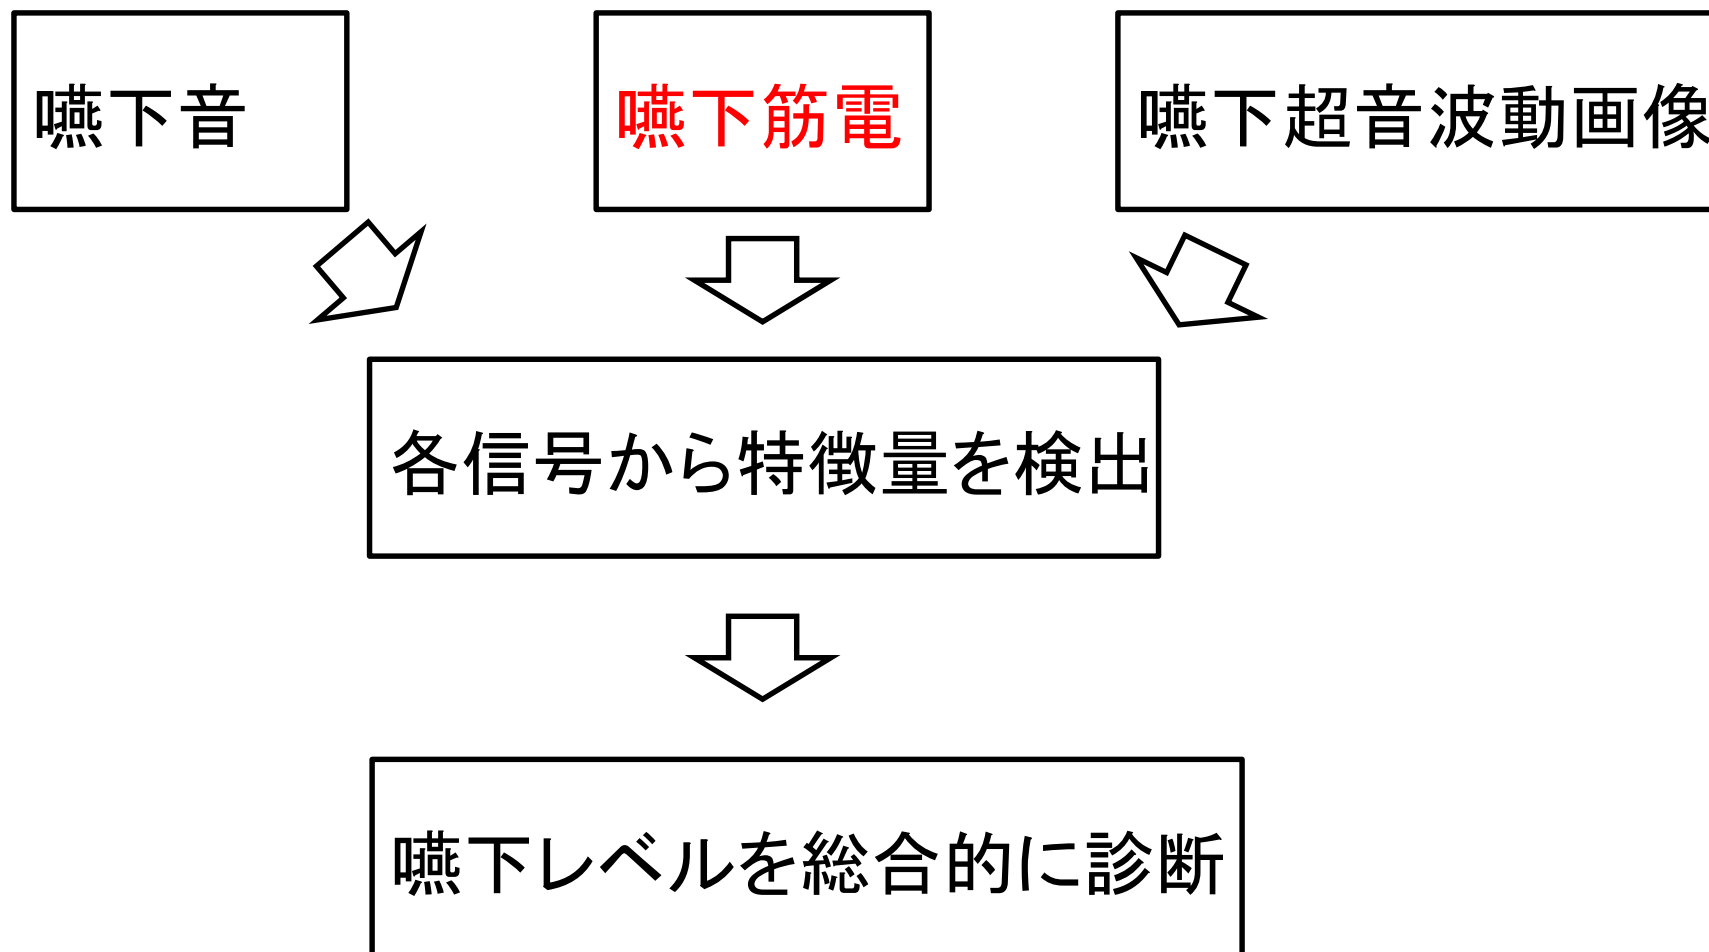 嚥下音
嚥下筋電
嚥下超音波動画像
各信号から特徴量を検出
嚥下レベルを総合的に診断